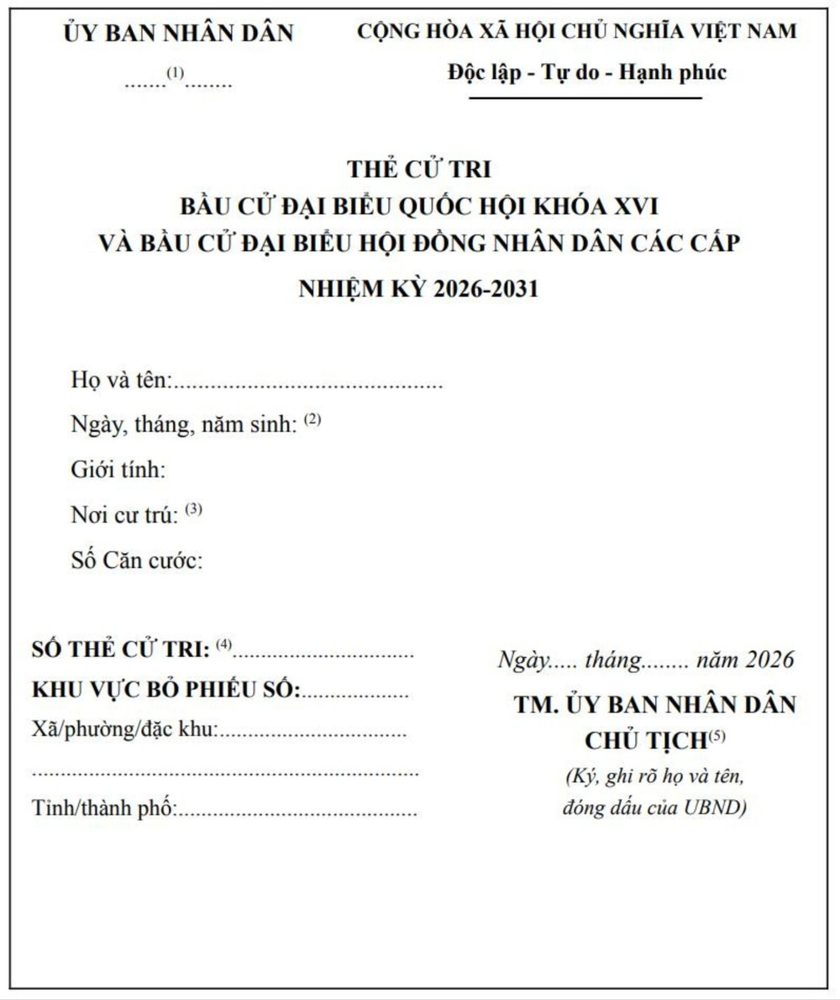 ỦY BAN NHÂN DÂN
.......(1)........
CỘNG HÒA XÃ HỘI CHỦ NGHĨA VIỆT NAM
Độc lập - Tự do - Hạnh phúc
THẺ CỬ TRI
BẦU CỬ ĐẠI BIỂU QUỐC HỘI KHÓA XVI
VÀ BẦU CỬ ĐẠI BIỂU HỘI ĐỒNG NHÂN DÂN CÁC CẤP
NHIỆM KỲ 2026-2031
Họ và tên:..............................................
Ngày, tháng, năm sinh: (2)
Giới tính:
Nơi cư trú: (3)
Số Căn cước:
SỐ THẺ CỬ TRI: (4)...............................
KHU VỰC BỎ PHIẾU SỐ:..................
Xã/phường/đặc khu:................................
..................................................................
Tỉnh/thành phố:.........................................
Ngày..... tháng........ năm 2026
TM. ỦY BAN NHÂN DÂN
CHỦ TỊCH(5)
(Ký, ghi rõ họ và tên,
đóng dấu của UBND)